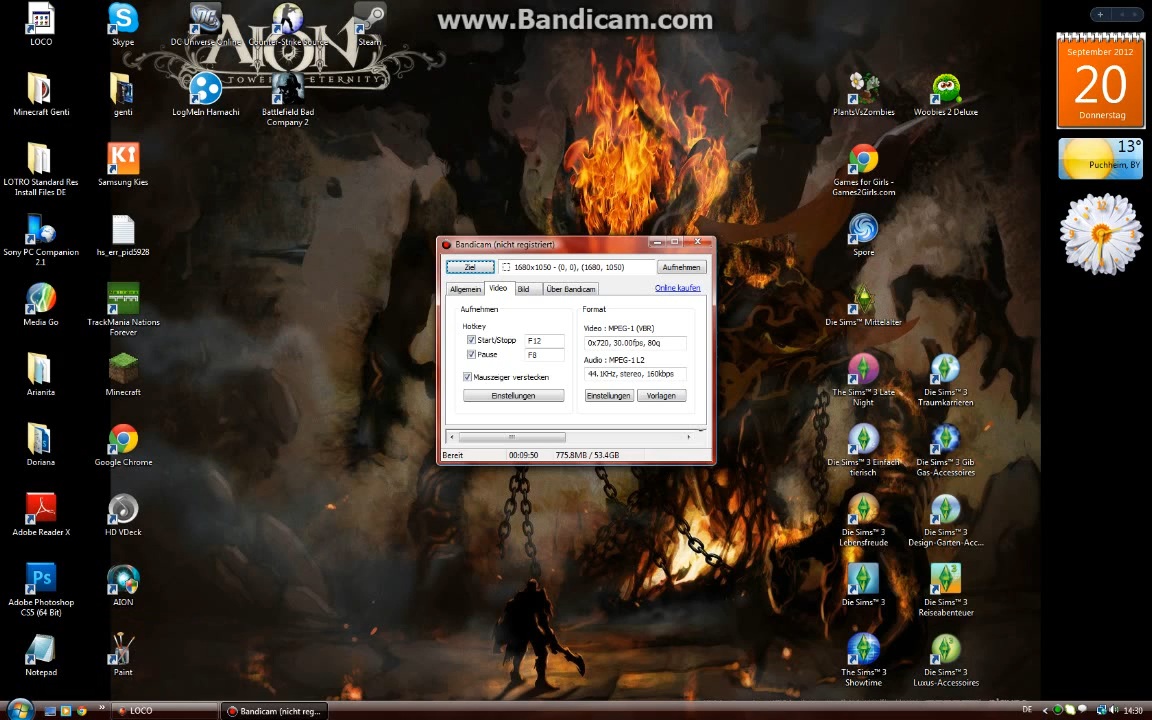 www.Bandicam.com
LOCO
Skype
DC Universe Online
Counter-Strike Source
Steam
AION
TOWER OF ETERNITY
Minecraft Genti
genti
LogMeIn Hamachi
Battlefield Bad
Company 2
PlantsVsZombies
Woobies 2 Deluxe
September 2012
20
Donnerstag
13°
Puchheim, BY
LOTRO Standard Res
Install Files DE
Samsung Kies
Games for Girls -
Games2Girls.com
Sony PC Companion
2.1
hs_err_pid5928
Spore
Media Go
TrackMania Nations
Forever
Die Sims™ Mittelalter
Arianita
Minecraft
The Sims™ 3 Late
Night
Die Sims™ 3
Traumkarrieren
Doriana
Google Chrome
Die Sims™ 3 Einfach
tierisch
Die Sims™ 3 Gib
Gas-Accessoires
Adobe Reader X
HD VDeck
Die Sims™ 3
Lebensfreude
Die Sims™ 3
Design-Garten-Acc...
Adobe Photoshop
CS5 (64 Bit)
AION
Die Sims™ 3
Die Sims™ 3
Reiseabenteuer
Notepad
Paint
The Sims™ 3
Showtime
Die Sims™ 3
Luxus-Accessoires
Bandicam (nicht registriert)
Ziel
1680x1050 - (0, 0), (1680, 1050)
Aufnehmen
Allgemein
Video
Bild
Über Bandicam
Online kaufen
Aufnehmen
Hotkey
Start/Stopp
F12
Pause
F8
Mauszeiger verstecken
Einstellungen
Format
Video : MPEG-1 (VBR)
0x720, 30.00fps, 80q
Audio : MPEG-1 L2
44.1KHz, stereo, 160kbps
Einstellungen
Vorlagen
Bereit
00:09:50
775.8MB / 53.4GB
LOCO
Bandicam (nicht reg...
DE
14:30